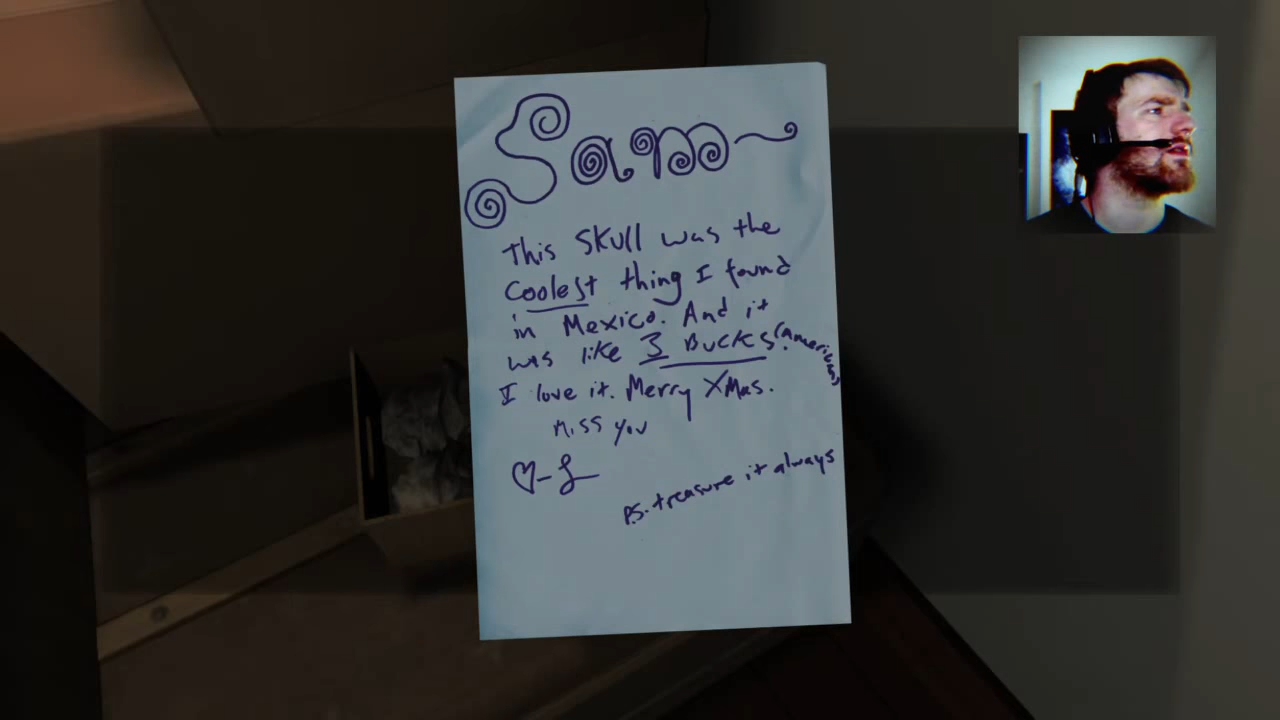 Sam~
This Skull was the
coolest thing I found
in Mexico. And it
was like 3 BUCKS. (american)
I love it. Merry XMas.
Miss you
♡-L
P.S. treasure it always